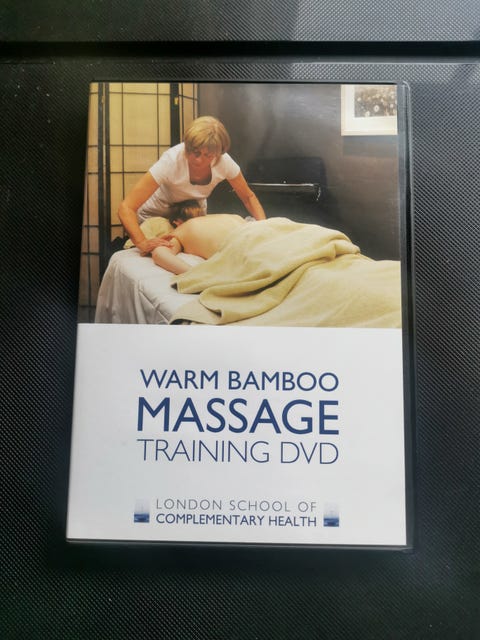 WARM BAMBOO
MASSAGE
TRAINING DVD
LONDON SCHOOL OF
COMPLEMENTARY HEALTH